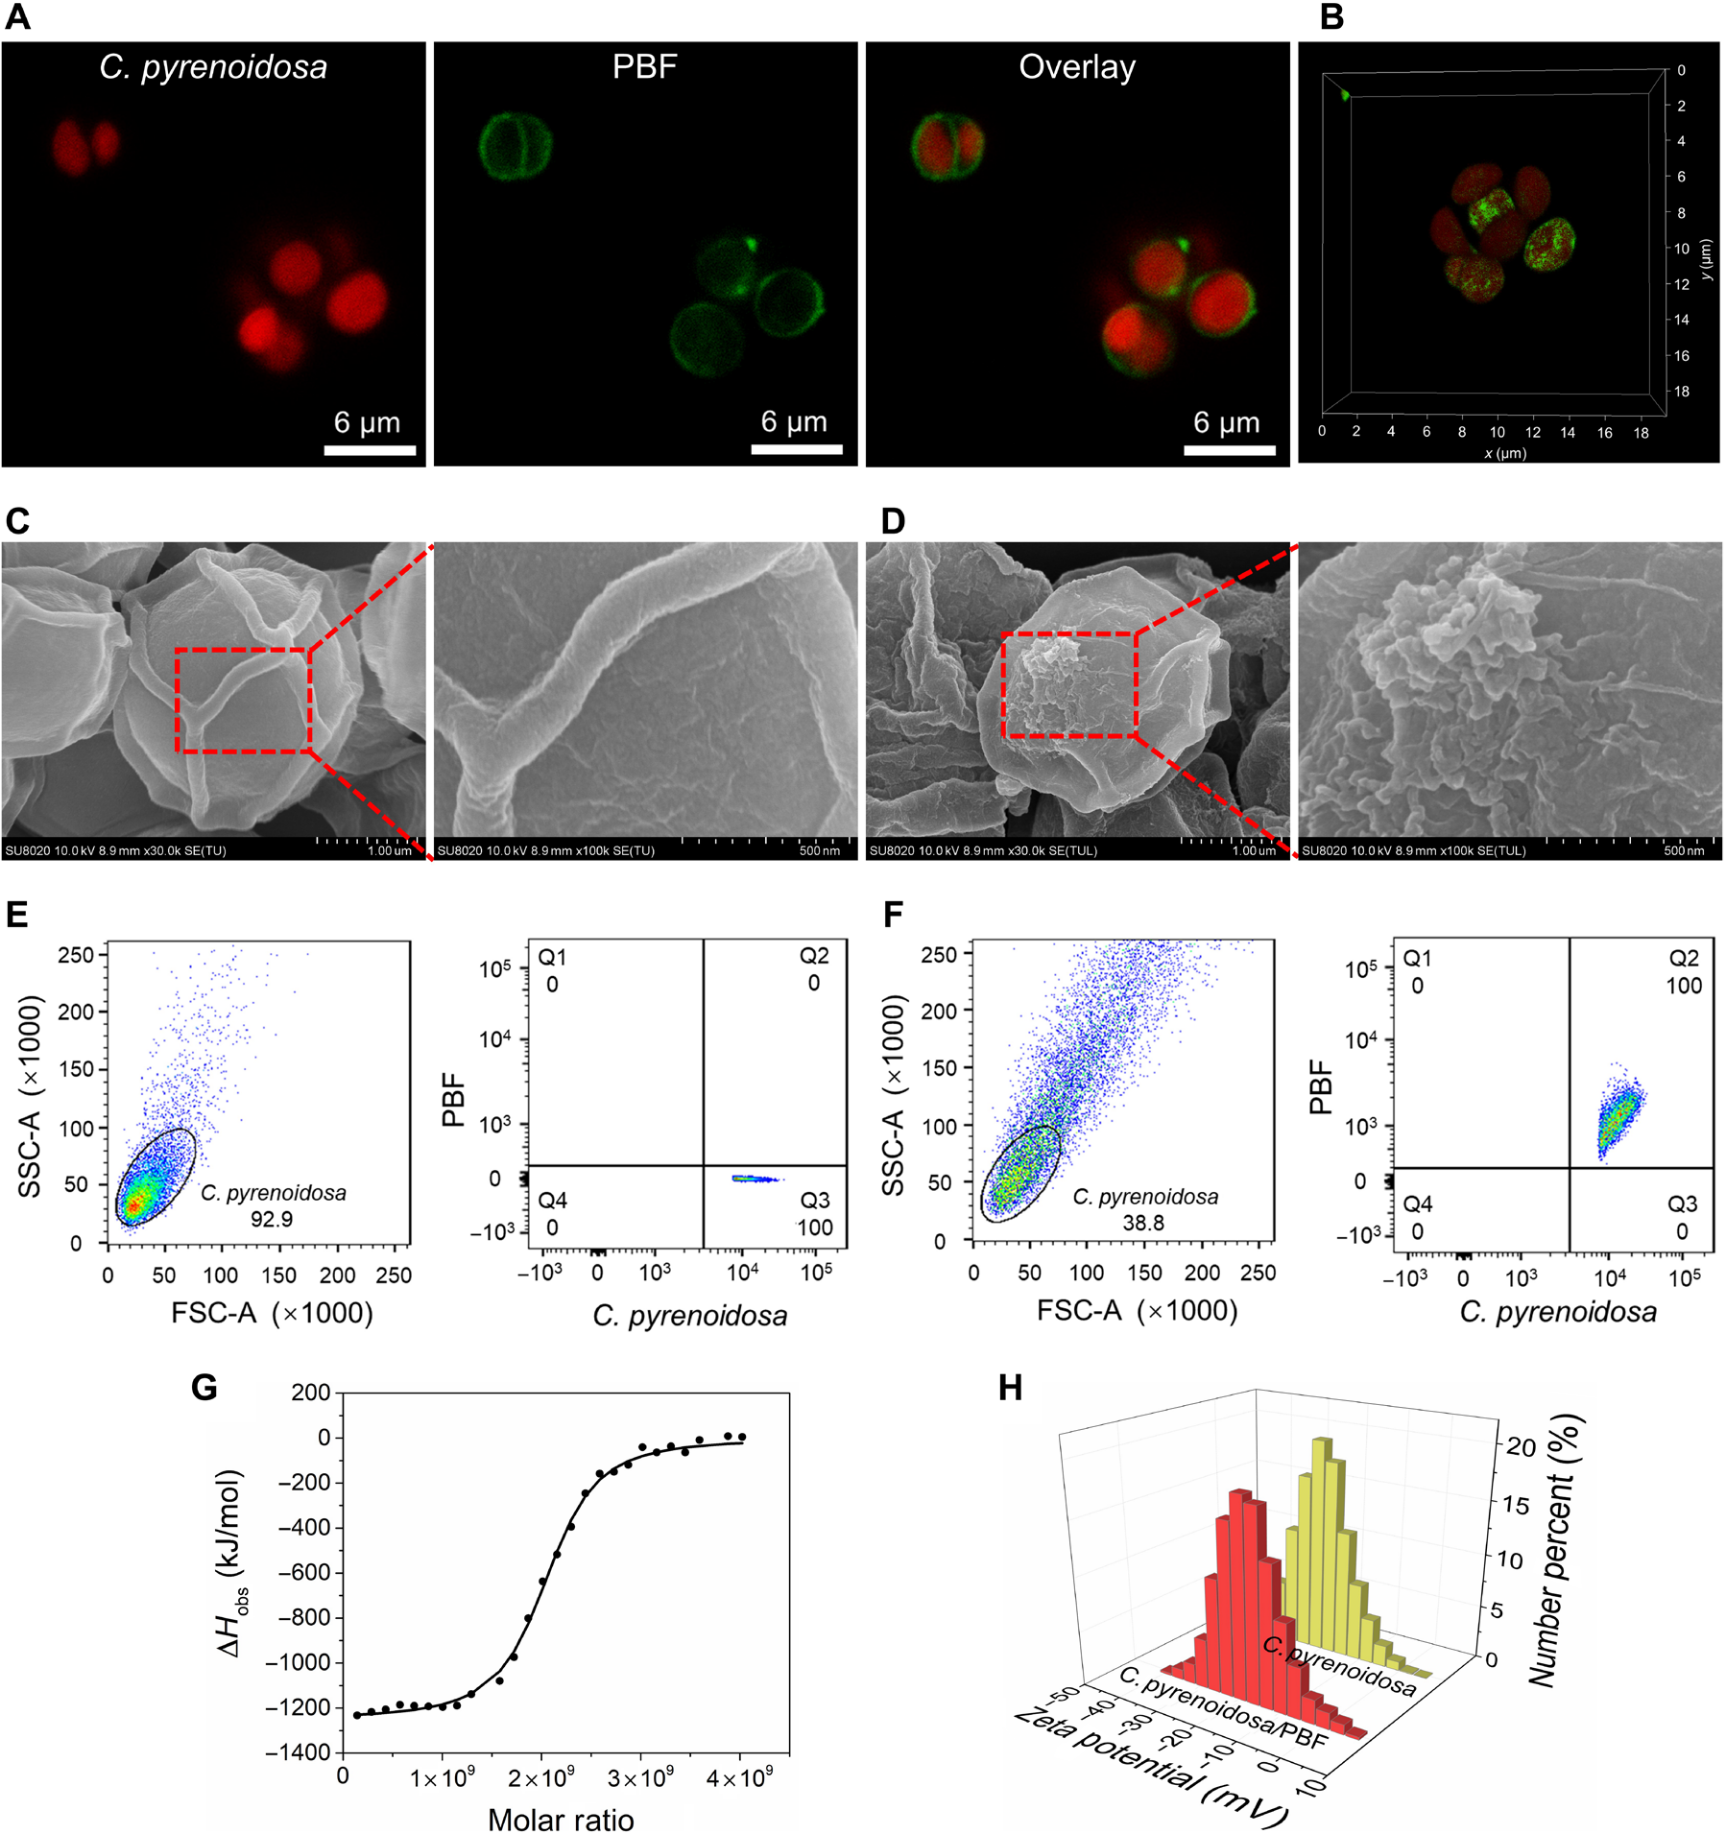 A
B
C. pyrenoidosa
PBF
Overlay
6 µm
6 µm
6 µm
0
2
4
6
8
10
12
14
16
18
y (µm)
0 2 4 6 8 10 12 14 16 18
x (µm)
C
D
SU8020 10.0kV 8.9mm x30.0k SE(TU) 1.00um
SU8020 10.0kV 8.9mm x100k SE(TU) 500nm
SU8020 10.0kV 8.9mm x30.0k SE(TUL) 1.00um
SU8020 10.0kV 8.9mm x100k SE(TUL) 500nm
E
SSC-A (×1000)
250
200
150
100
50
0
C. pyrenoidosa
92.9
0 50 100 150 200 250
FSC-A (×1000)
PBF
10⁵
10⁴
10³
0
−10³
Q1
0
Q2
0
Q4
0
Q3
100
−10³ 0 10³ 10⁴ 10⁵
C. pyrenoidosa
F
SSC-A (×1000)
250
200
150
100
50
0
C. pyrenoidosa
38.8
0 50 100 150 200 250
FSC-A (×1000)
PBF
10⁵
10⁴
10³
0
−10³
Q1
0
Q2
100
Q4
0
Q3
0
−10³ 0 10³ 10⁴ 10⁵
C. pyrenoidosa
G
ΔHobs (kJ/mol)
200
0
−200
−400
−600
−800
−1000
−1200
−1400
0 1×10⁹ 2×10⁹ 3×10⁹ 4×10⁹
Molar ratio
H
20
15
10
5
0
Number percent (%)
C. pyrenoidosa
C. pyrenoidosa/PBF
−50 −40 −30 −20 −10 0 10
Zeta potential (mV)